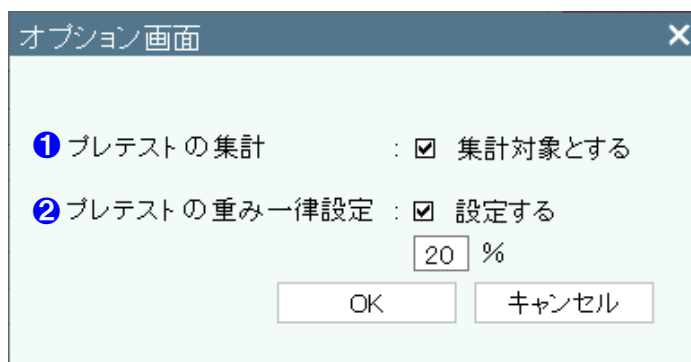 オプション画面 ×
❶ プレテストの集計 : ☑ 集計対象とする
❷ プレテストの重み一律設定 : ☑ 設定する
20 %
OK キャンセル